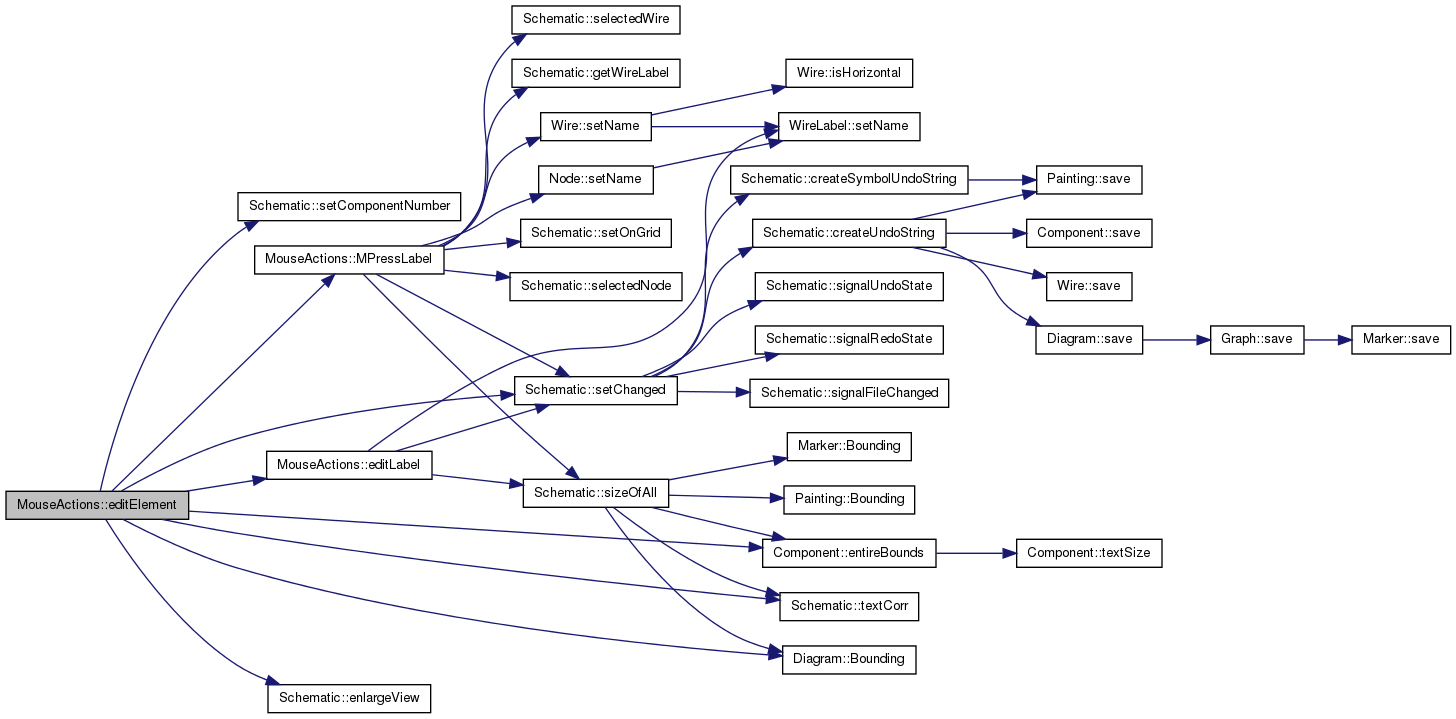 Schematic::selectedWire
Schematic::getWireLabel
Wire::isHorizontal
Wire::setName
WireLabel::setName
Node::setName
Schematic::createSymbolUndoString
Painting::save
Schematic::setComponentNumber
Schematic::setOnGrid
Schematic::createUndoString
Component::save
MouseActions::MPressLabel
Schematic::selectedNode
Schematic::signalUndoState
Wire::save
Schematic::signalRedoState
Diagram::save
Graph::save
Marker::save
Schematic::setChanged
Schematic::signalFileChanged
Marker::Bounding
MouseActions::editLabel
Schematic::sizeOfAll
Painting::Bounding
MouseActions::editElement
Component::entireBounds
Component::textSize
Schematic::textCorr
Diagram::Bounding
Schematic::enlargeView